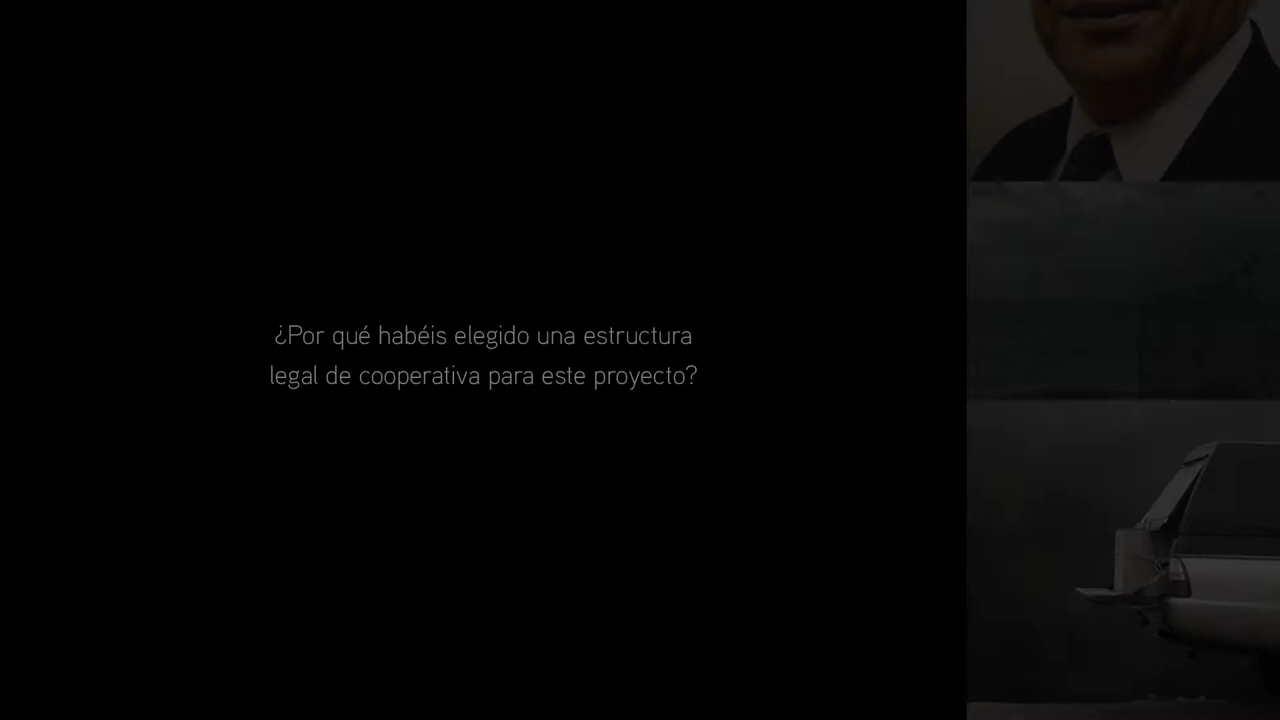 ¿Por qué habéis elegido una estructura
legal de cooperativa para este proyecto?